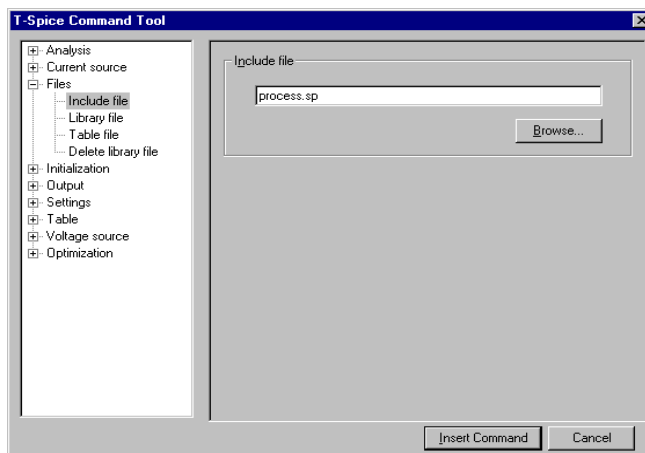 T-Spice Command Tool
Analysis
Current source
Files
Include file
Library file
Table file
Delete library file
Initialization
Output
Settings
Table
Voltage source
Optimization
Include file
process.sp
Browse...
Insert Command
Cancel